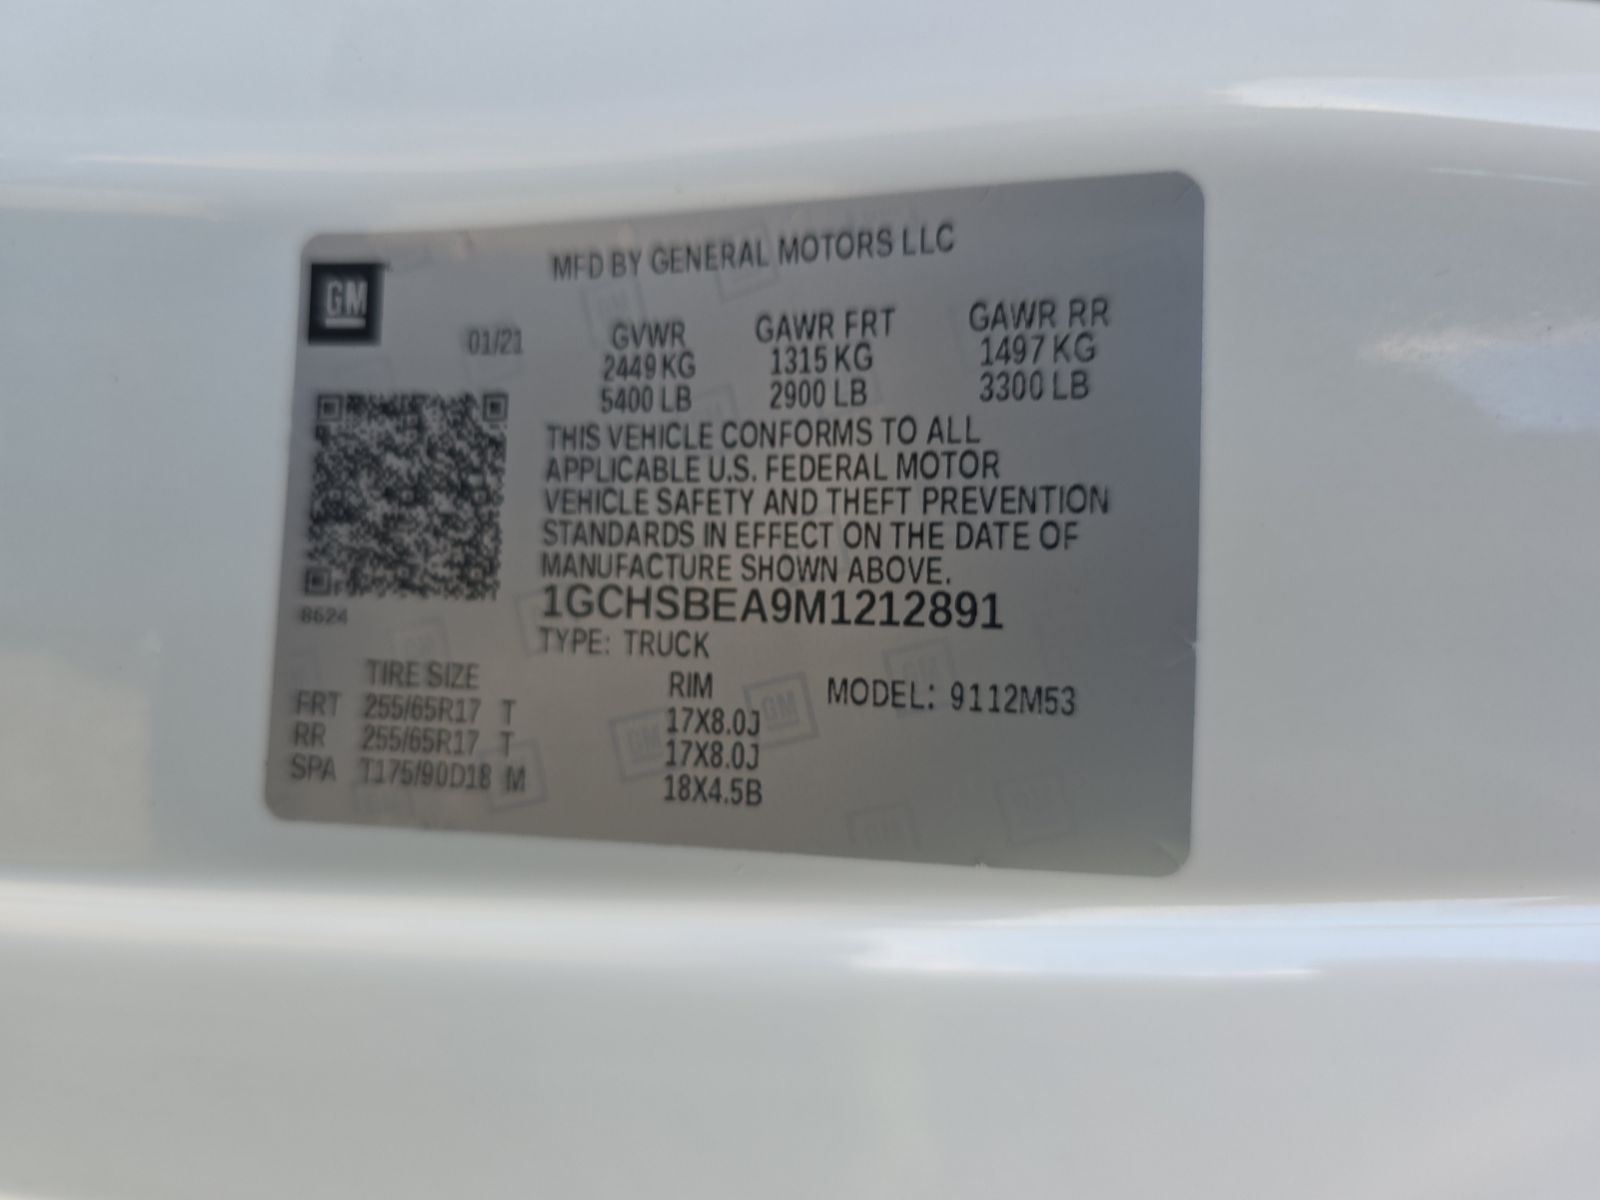 MFD BY GENERAL MOTORS LLC
GM
01/21
GVWR GAWR FRT GAWR RR
2449 KG 1315 KG 1497 KG
5400 LB 2900 LB 3300 LB
THIS VEHICLE CONFORMS TO ALL
APPLICABLE U.S. FEDERAL MOTOR
VEHICLE SAFETY AND THEFT PREVENTION
STANDARDS IN EFFECT ON THE DATE OF
MANUFACTURE SHOWN ABOVE.
1GCHSBEA9M1212891
8624
TYPE: TRUCK
TIRE SIZE RIM MODEL: 9112M53
FRT 255/65R17 T 17X8.0J
RR 255/65R17 T 17X8.0J
SPA T175/90D18 M 18X4.5B